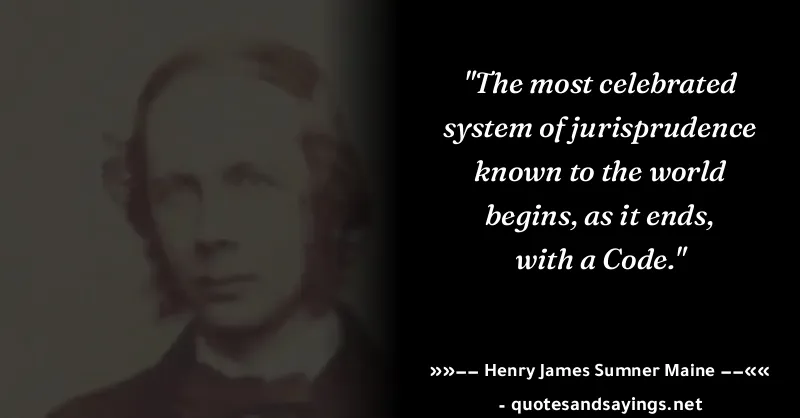 "The most celebrated
system of jurisprudence
known to the world
begins, as it ends,
with a Code."
»»−− Henry James Sumner Maine −−««
- quotesandsayings.net